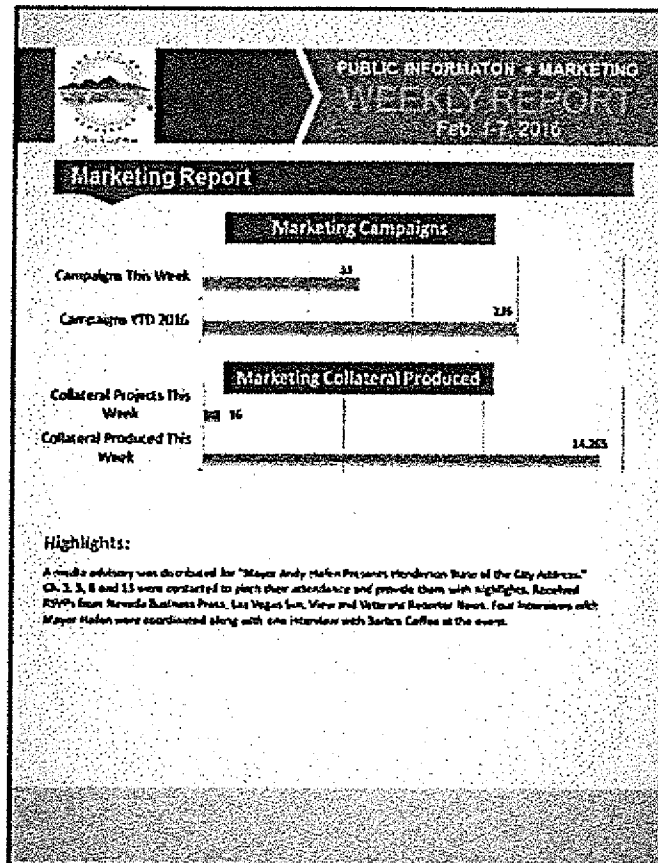 PUBLIC INFORMATON + MARKETING
WEEKLY REPORT
Feb. 1-7, 2016
Marketing Report
Marketing Campaigns
Campaigns This Week
Campaigns YTD 2016
Marketing Collateral Produced
Collateral Projects This
Week
16
Collateral Produced This
Week
14,265
Highlights:
A media advisory was distributed for "Mayor Andy Hafen Presents Henderson State of the City Address."
Ch. 3, 5, 8 and 13 were contacted to pitch their attendance and provide them with highlights. Received
RSVPs from Nevada Business Press, Las Vegas Sun, View and Veterans Reporter News. Four interviews with
Mayor Hafen were coordinated along with one interview with Barbra Coffee at the event.